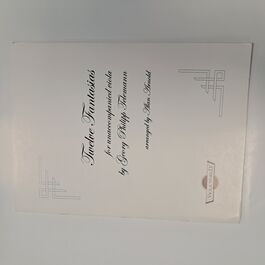 Twelve Fantasias
for unaccompanied viola
by Georg Philipp Telemann
arranged by Alan Arnold